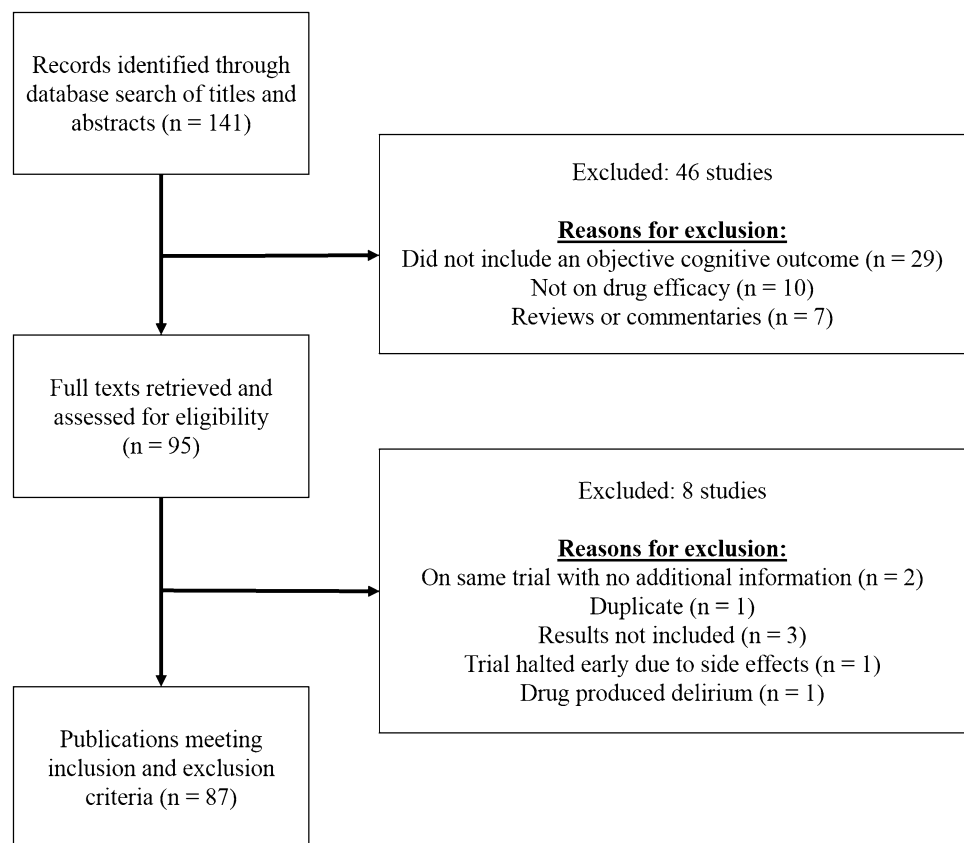 Records identified through
database search of titles and
abstracts (n = 141)
Excluded: 46 studies
Reasons for exclusion:
Did not include an objective cognitive outcome (n = 29)
Not on drug efficacy (n = 10)
Reviews or commentaries (n = 7)
Full texts retrieved and
assessed for eligibility
(n = 95)
Excluded: 8 studies
Reasons for exclusion:
On same trial with no additional information (n = 2)
Duplicate (n = 1)
Results not included (n = 3)
Trial halted early due to side effects (n = 1)
Drug produced delirium (n = 1)
Publications meeting
inclusion and exclusion
criteria (n = 87)